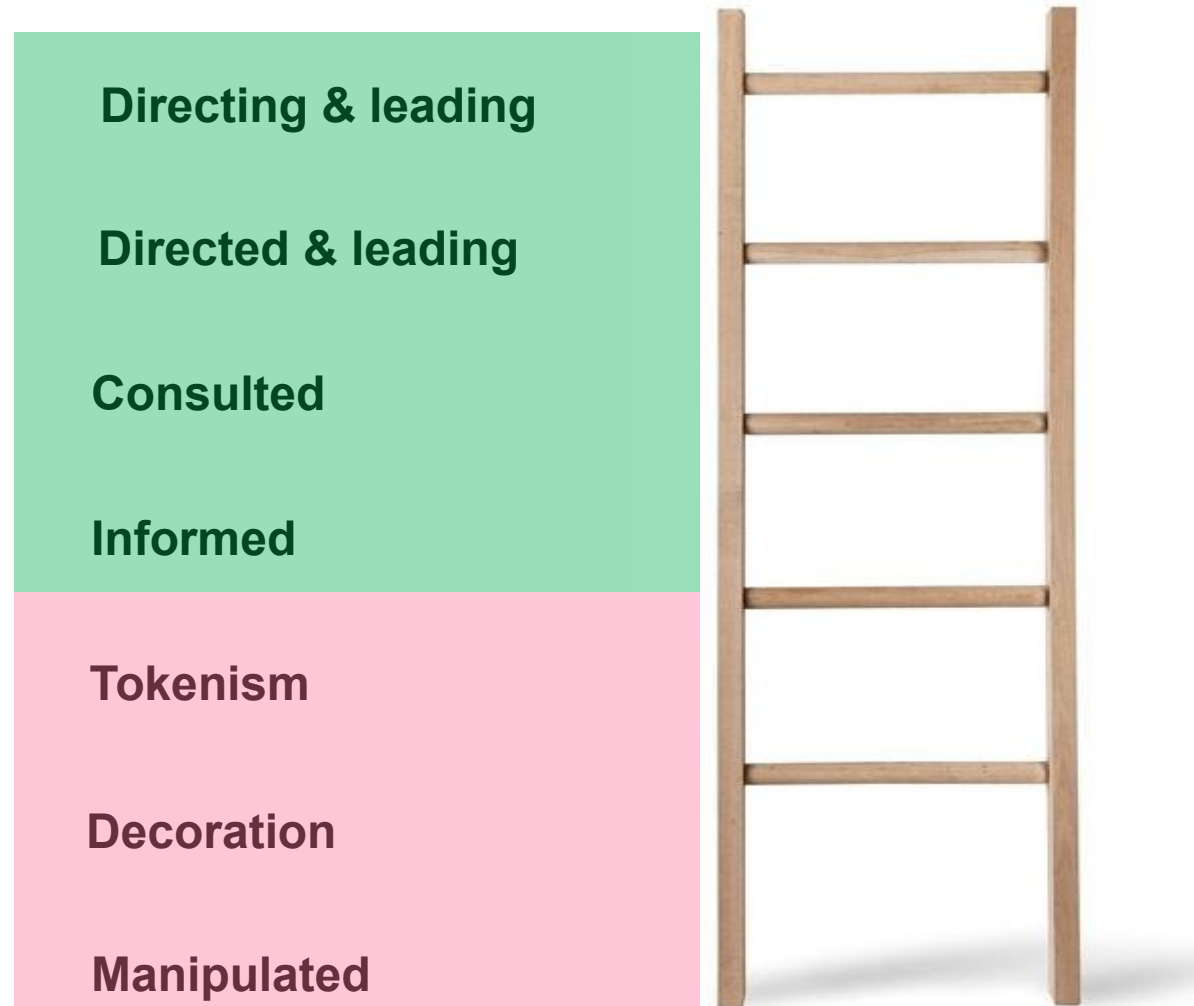 Directing & leading
Directed & leading
Consulted
Informed
Tokenism
Decoration
Manipulated